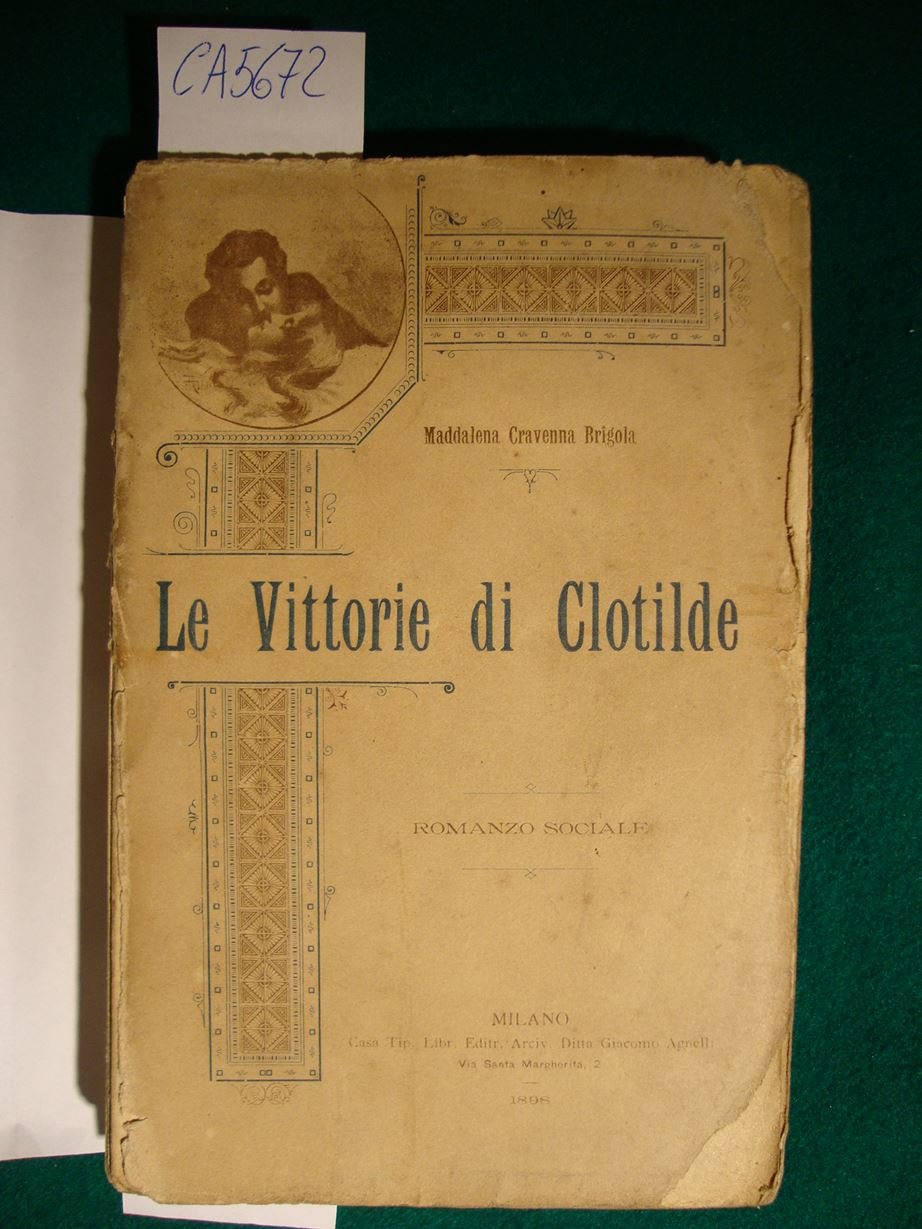 CA5672
Maddalena Cravenna Brigola
Le Vittorie di Clotilde
ROMANZO SOCIALE
MILANO
Casa Tip. Libr. Editr. Arciv. Ditta Giacomo Agnelli
Via Santa Margherita, 2
1898